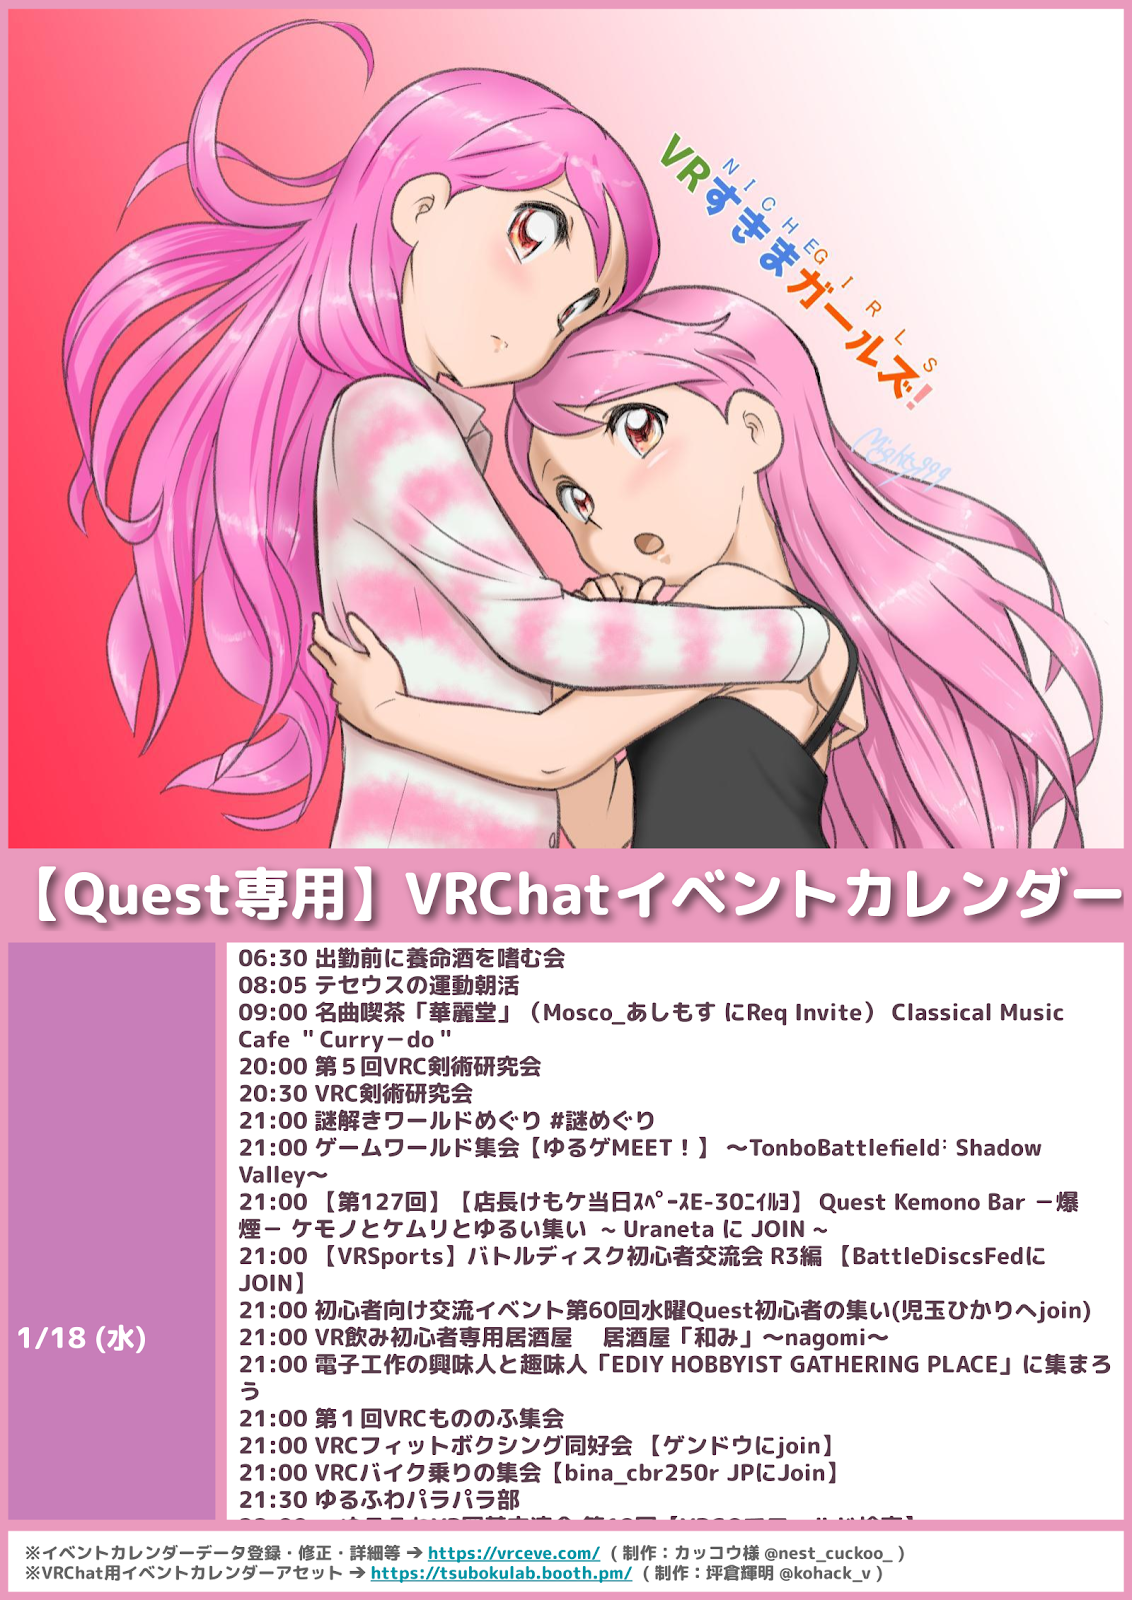 VRすきまガールズ!
NICHE GIRLS
Mighty999
【Quest専用】VRChatイベントカレンダー
1/18 (水)
06:30 出勤前に養命酒を嗜む会
08:05 テセウスの運動朝活
09:00 名曲喫茶「華麗堂」（Mosco_あしもす にReq Invite） Classical Music
Cafe ＂Curry－do＂
20:00 第５回VRC剣術研究会
20:30 VRC剣術研究会
21:00 謎解きワールドめぐり #謎めぐり
21:00 ゲームワールド集会【ゆるゲMEET！】 〜TonboBattlefield: Shadow
Valley〜
21:00 【第127回】【店長けもケ当日ｽﾍﾟｰｽE-30ﾆｲﾙﾖ】 Quest Kemono Bar －爆
煙－ ケモノとケムリとゆるい集い ~ Uraneta に JOIN ~
21:00 【VRSports】バトルディスク初心者交流会 R3編 【BattleDiscsFedに
JOIN】
21:00 初心者向け交流イベント第60回水曜Quest初心者の集い(児玉ひかりへjoin)
21:00 VR飲み初心者専用居酒屋　居酒屋「和み」〜nagomi〜
21:00 電子工作の興味人と趣味人「EDIY HOBBYIST GATHERING PLACE」に集まろ
う
21:00 第１回VRCもののふ集会
21:00 VRCフィットボクシング同好会 【ゲンドウにjoin】
21:00 VRCバイク乗りの集会【bina_cbr250r JPにJoin】
21:30 ゆるふわパラパラ部
※イベントカレンダーデータ登録・修正・詳細等 ➔ https://vrceve.com/ ( 制作：カッコウ様 @nest_cuckoo_ )
※VRChat用イベントカレンダーアセット ➔ https://tsubokulab.booth.pm/ ( 制作：坪倉輝明 @kohack_v )